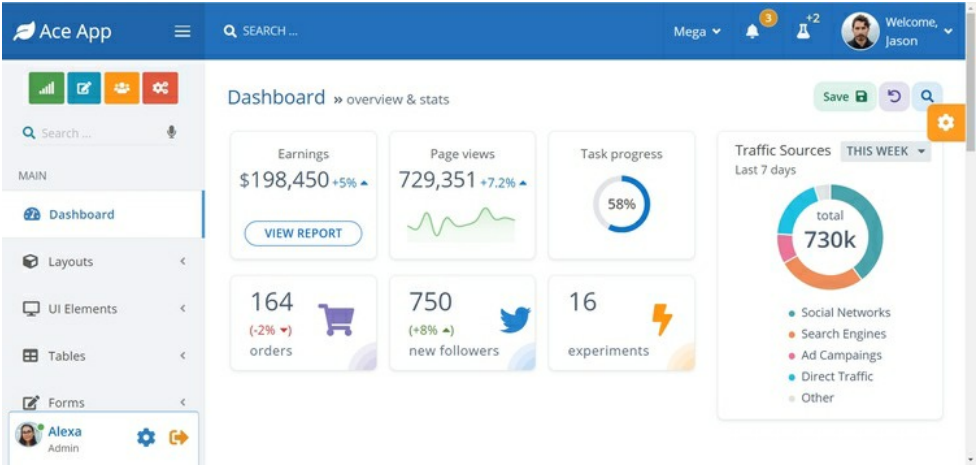 Ace App
SEARCH ...
Mega
3
+2
Welcome,
Jason
Search ...
MAIN
Dashboard
Layouts
UI Elements
Tables
Forms
Alexa
Admin
Dashboard » overview & stats
Save
Earnings
$198,450 +5%
VIEW REPORT
Page views
729,351 +7.2%
Task progress
58%
164
(-2% )
orders
750
(+8% )
new followers
16
experiments
Traffic Sources THIS WEEK
Last 7 days
total
730k
Social Networks
Search Engines
Ad Campaings
Direct Traffic
Other